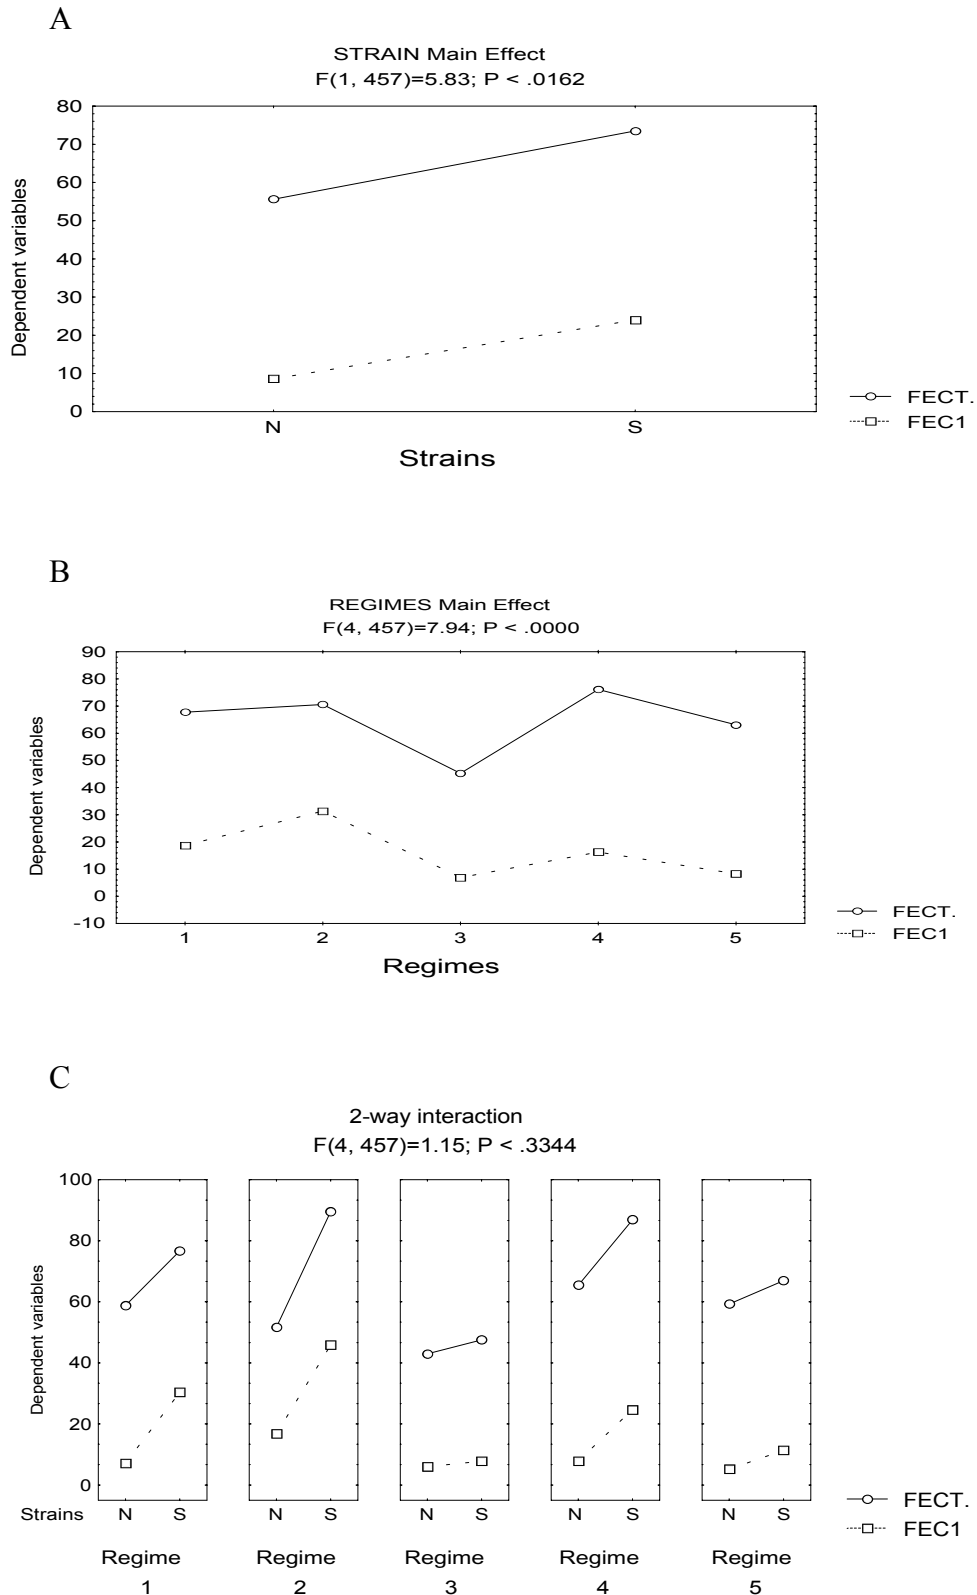 A
STRAIN Main Effect
F(1, 457)=5.83; P < .0162
80
70
60
50
40
30
20
10
0
Dependent variables
N S
Strains
FECT.
FEC1
B
REGIMES Main Effect
F(4, 457)=7.94; P < .0000
90
80
70
60
50
40
30
20
10
0
-10
Dependent variables
1 2 3 4 5
Regimes
FECT.
FEC1
C
2-way interaction
F(4, 457)=1.15; P < .3344
100
80
60
40
20
0
Dependent variables
Strains N S N S N S N S N S
Regime Regime Regime Regime Regime
1 2 3 4 5
FECT.
FEC1